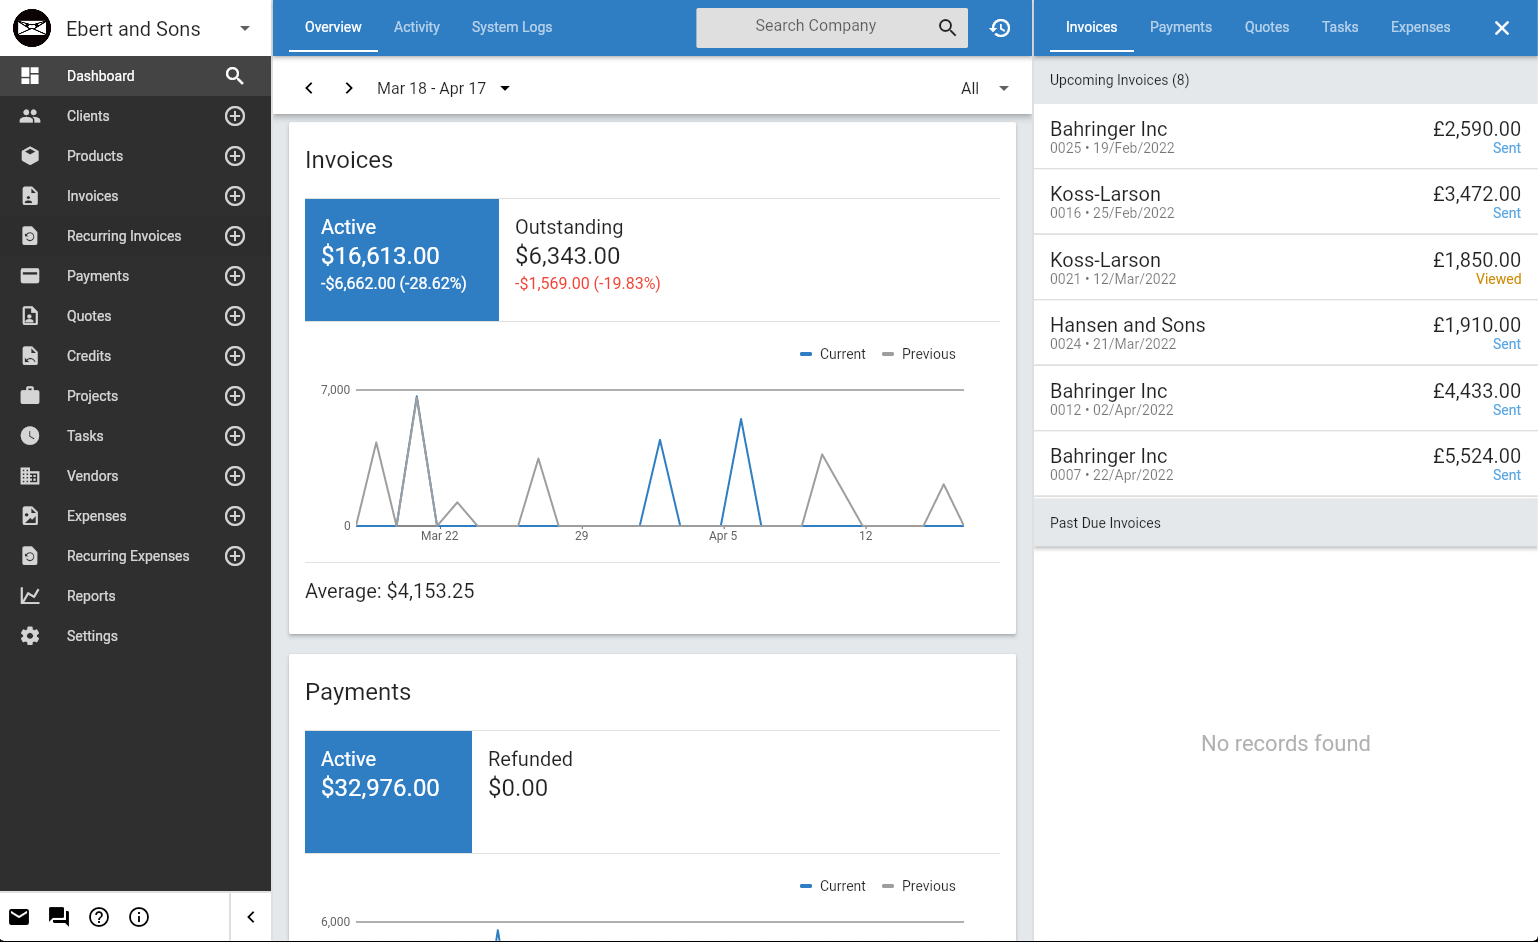 Ebert and Sons
Dashboard
Clients
Products
Invoices
Recurring Invoices
Payments
Quotes
Credits
Projects
Tasks
Vendors
Expenses
Recurring Expenses
Reports
Settings
Overview Activity System Logs Search Company
Mar 18 - Apr 17 All
Invoices
Active Outstanding
$16,613.00 $6,343.00
-$6,662.00 (-28.62%) -$1,569.00 (-19.83%)
Current Previous
7,000
0
Mar 22 29 Apr 5 12
Average: $4,153.25
Payments
Active Refunded
$32,976.00 $0.00
Current Previous
6,000
Invoices Payments Quotes Tasks Expenses
Upcoming Invoices (8)
Bahringer Inc £2,590.00
0025 • 19/Feb/2022 Sent
Koss-Larson £3,472.00
0016 • 25/Feb/2022 Sent
Koss-Larson £1,850.00
0021 • 12/Mar/2022 Viewed
Hansen and Sons £1,910.00
0024 • 21/Mar/2022 Sent
Bahringer Inc £4,433.00
0012 • 02/Apr/2022 Sent
Bahringer Inc £5,524.00
0007 • 22/Apr/2022 Sent
Past Due Invoices
No records found